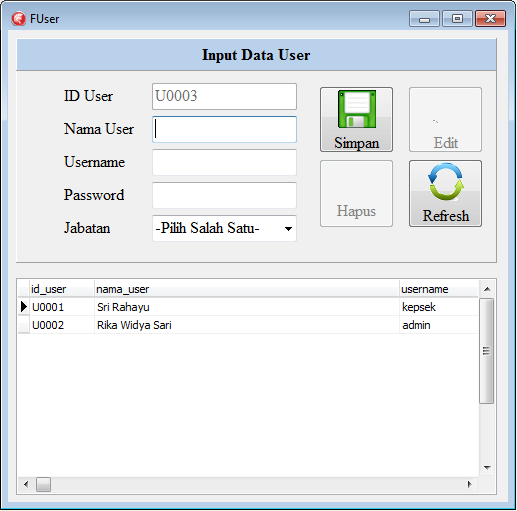 FUser
Input Data User
ID User U0003
Nama User
Username
Password
Jabatan -Pilih Salah Satu-
Simpan Edit
Hapus Refresh
id_user nama_user username
U0001 Sri Rahayu kepsek
U0002 Rika Widya Sari admin